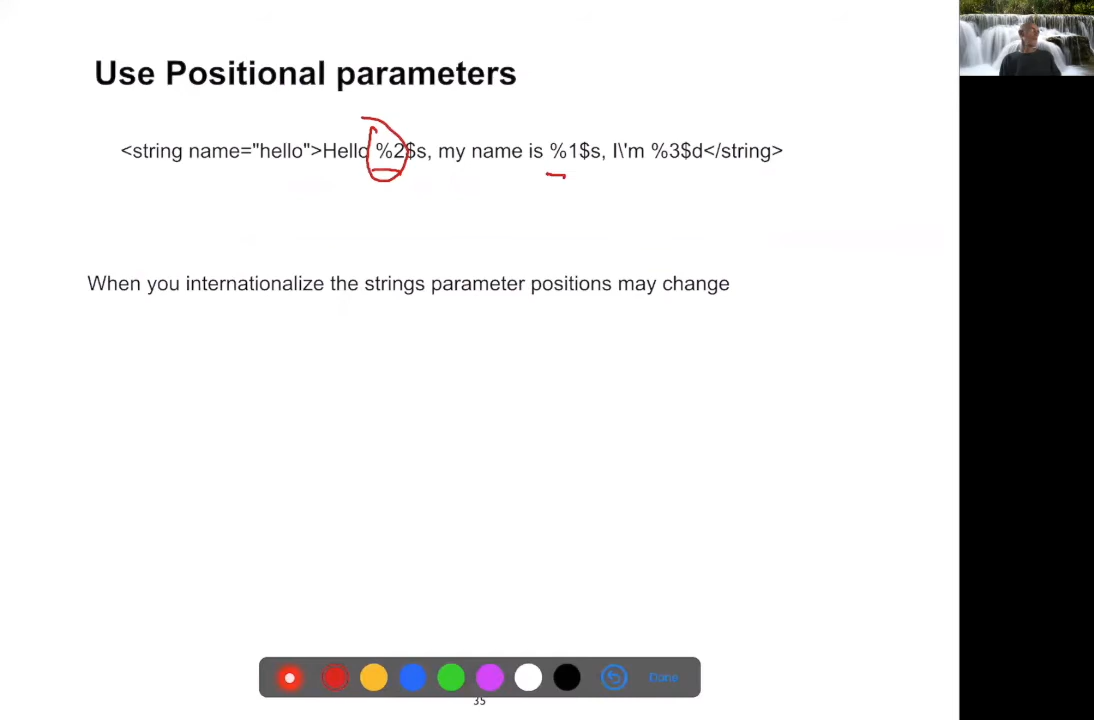 Use Positional parameters
<string name="hello">Hello %2$s, my name is %1$s, I\'m %3$d</string>
When you internationalize the strings parameter positions may change
Done
35